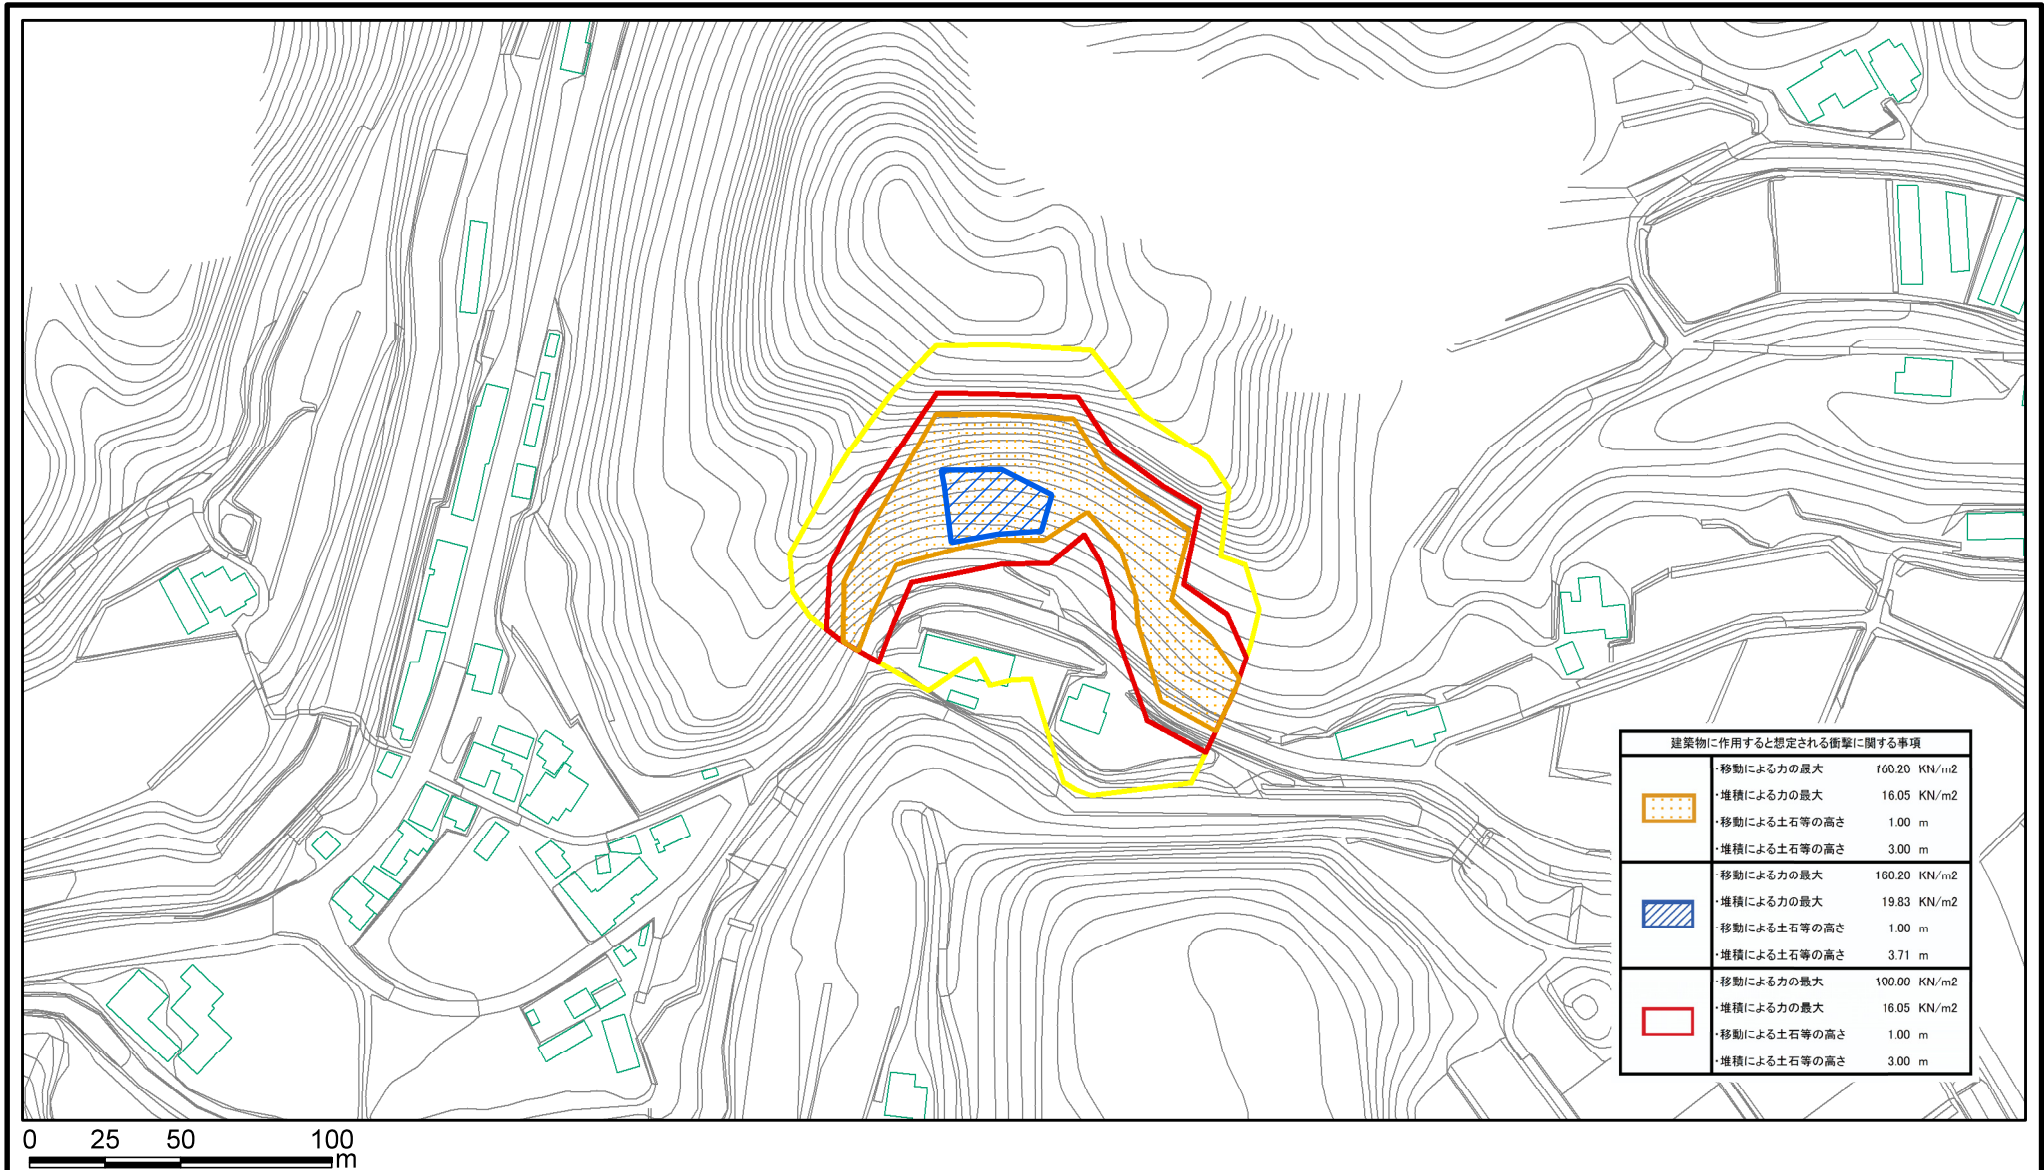 建築物に作用すると想定される衝撃に関する事項
・移動による力の最大 160.20 KN/m2
・堆積による力の最大 16.05 KN/m2
・移動による土石等の高さ 1.00 m
・堆積による土石等の高さ 3.00 m
・移動による力の最大 160.20 KN/m2
・堆積による力の最大 19.83 KN/m2
・移動による土石等の高さ 1.00 m
・堆積による土石等の高さ 3.71 m
・移動による力の最大 100.00 KN/m2
・堆積による力の最大 16.05 KN/m2
・移動による土石等の高さ 1.00 m
・堆積による土石等の高さ 3.00 m
0 25 50 100
m